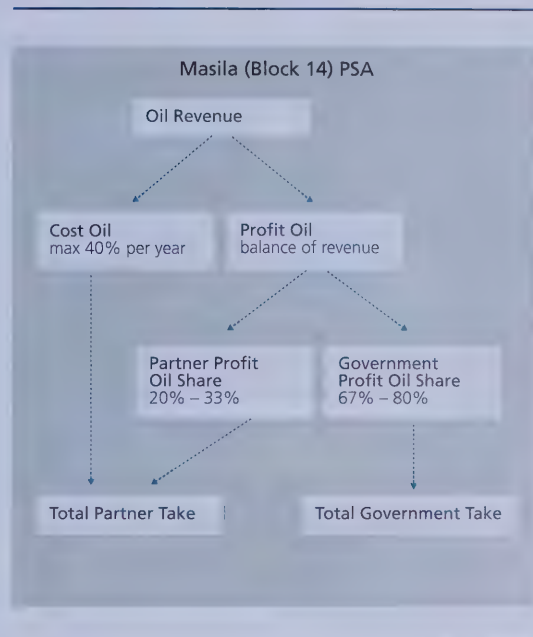 Masila (Block 14) PSA
Oil Revenue
Cost Oil
max 40% per year
Profit Oil
balance of revenue
Partner Profit
Oil Share
20% – 33%
Government
Profit Oil Share
67% – 80%
Total Partner Take
Total Government Take